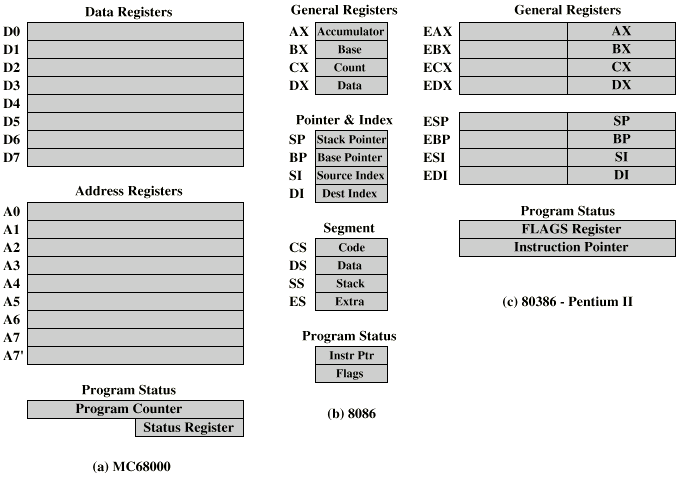 Data Registers
D0
D1
D2
D3
D4
D5
D6
D7
Address Registers
A0
A1
A2
A3
A4
A5
A6
A7
A7'
Program Status
Program Counter
Status Register
(a) MC68000
General Registers
AX Accumulator
BX Base
CX Count
DX Data
Pointer & Index
SP Stack Pointer
BP Base Pointer
SI Source Index
DI Dest Index
Segment
CS Code
DS Data
SS Stack
ES Extra
Program Status
Instr Ptr
Flags
(b) 8086
General Registers
EAX AX
EBX BX
ECX CX
EDX DX
ESP SP
EBP BP
ESI SI
EDI DI
Program Status
FLAGS Register
Instruction Pointer
(c) 80386 - Pentium II